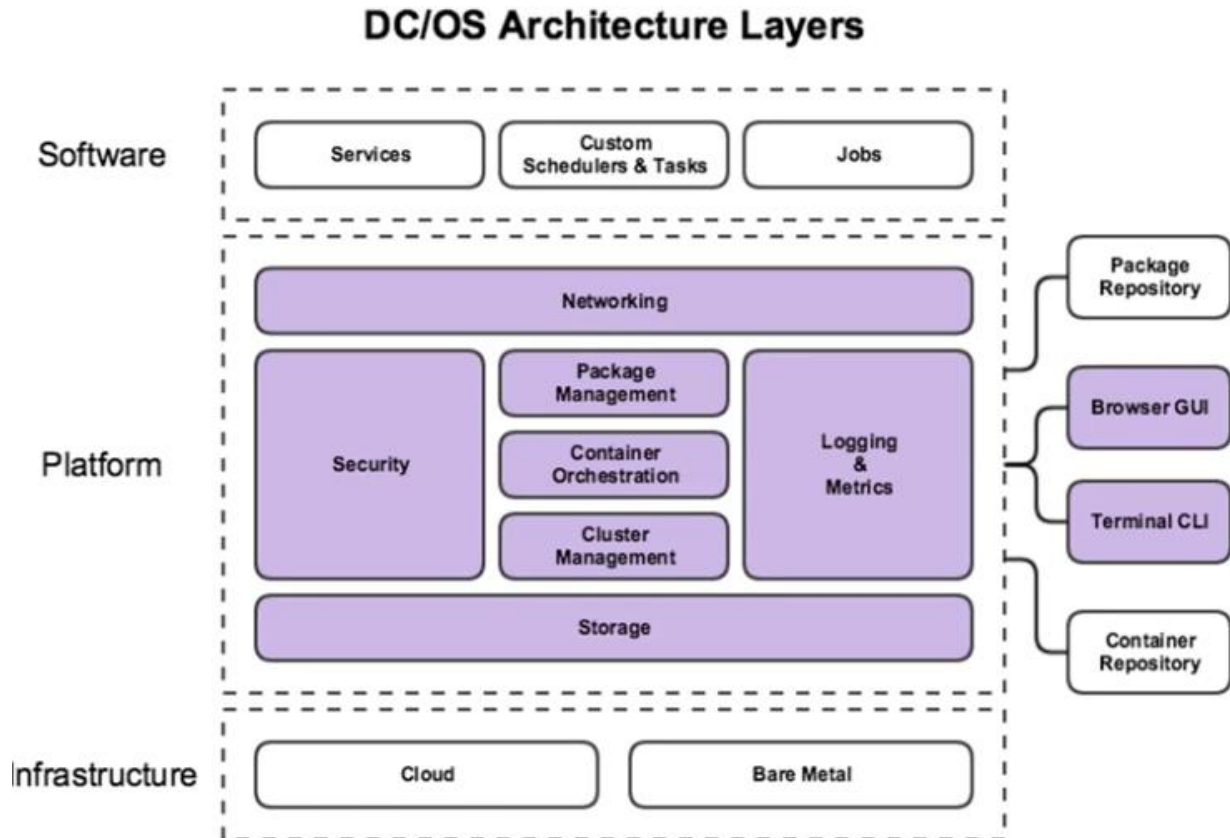 DC/OS Architecture Layers
Software
Services
Custom
Schedulers & Tasks
Jobs
Platform
Networking
Security
Package
Management
Container
Orchestration
Cluster
Management
Logging
&
Metrics
Storage
Package
Repository
Browser GUI
Terminal CLI
Container
Repository
Infrastructure
Cloud
Bare Metal